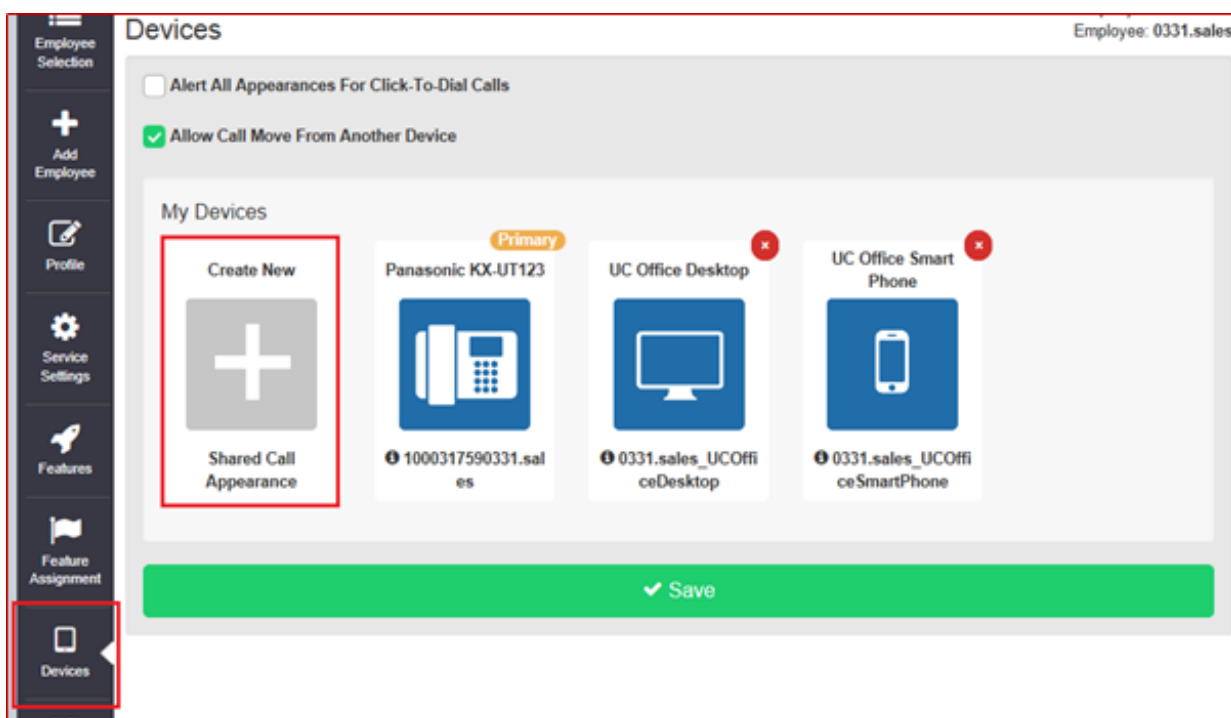 Devices
Employee: 0331.sales
Employee
Selection
Add
Employee
Profile
Service
Settings
Features
Feature
Assignment
Devices
Alert All Appearances For Click-To-Dial Calls
Allow Call Move From Another Device
My Devices
Create New
Shared Call
Appearance
Primary
Panasonic KX-UT123
1000317590331.sal
es
UC Office Desktop
0331.sales_UCOffi
ceDesktop
UC Office Smart
Phone
0331.sales_UCOffi
ceSmartPhone
Save